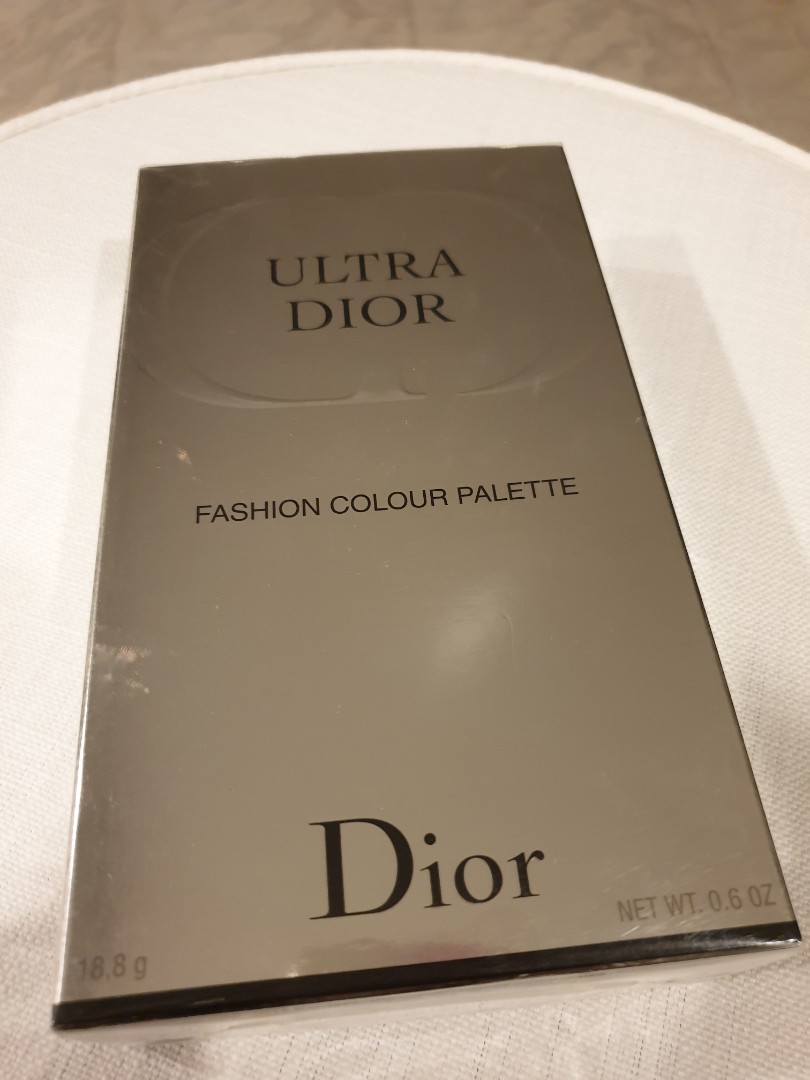 ULTRA
DIOR
FASHION COLOUR PALETTE
Dior
18,8 g
NET WT. 0.6 OZ